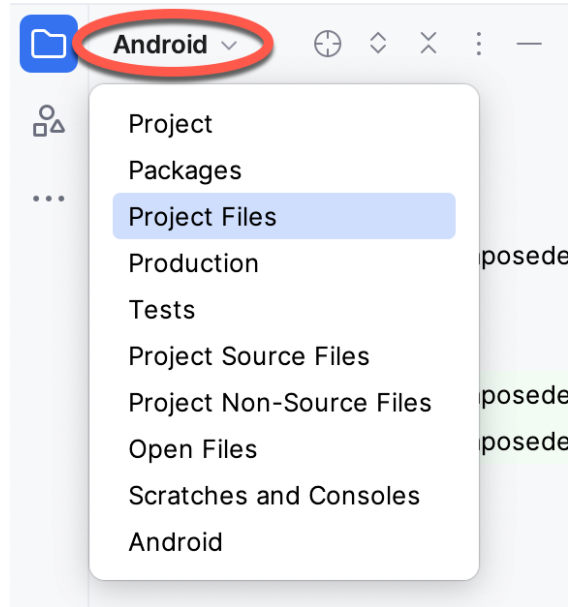 Android
Project
Packages
Project Files
Production
Tests
Project Source Files
Project Non-Source Files
Open Files
Scratches and Consoles
Android